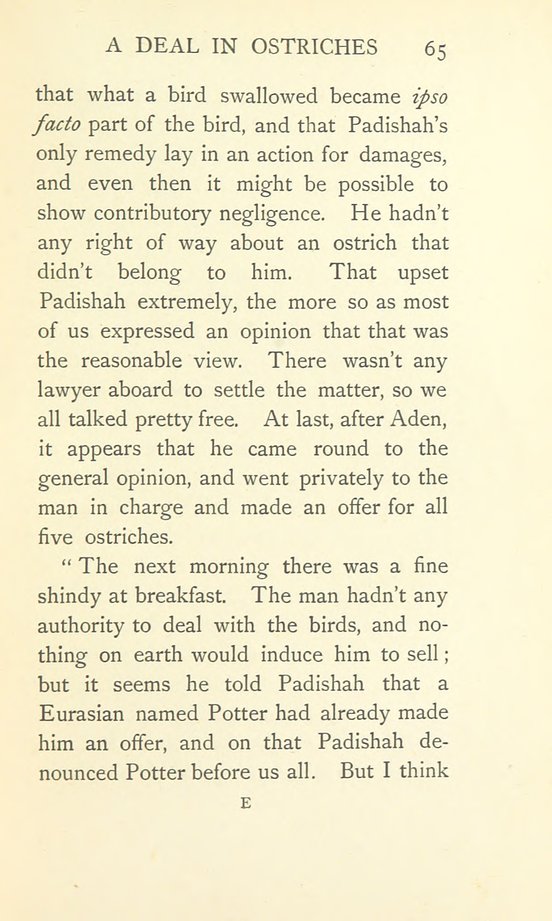 A DEAL IN OSTRICHES 65
that what a bird swallowed became ipso
facto part of the bird, and that Padishah's
only remedy lay in an action for damages,
and even then it might be possible to
show contributory negligence. He hadn't
any right of way about an ostrich that
didn't belong to him. That upset
Padishah extremely, the more so as most
of us expressed an opinion that that was
the reasonable view. There wasn't any
lawyer aboard to settle the matter, so we
all talked pretty free. At last, after Aden,
it appears that he came round to the
general opinion, and went privately to the
man in charge and made an offer for all
five ostriches.
“ The next morning there was a fine
shindy at breakfast. The man hadn't any
authority to deal with the birds, and no-
thing on earth would induce him to sell ;
but it seems he told Padishah that a
Eurasian named Potter had already made
him an offer, and on that Padishah de-
nounced Potter before us all. But I think
E